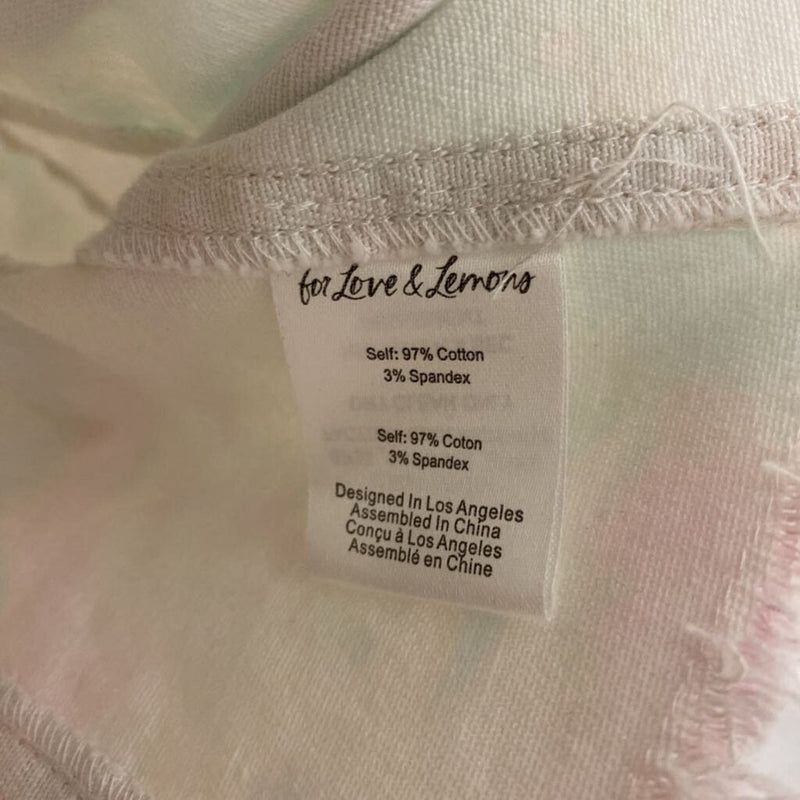 for Love & Lemons
Self: 97% Cotton
3% Spandex
Self: 97% Coton
3% Spandex
Designed In Los Angeles
Assembled In China
Conçu à Los Angeles
Assemblé en Chine